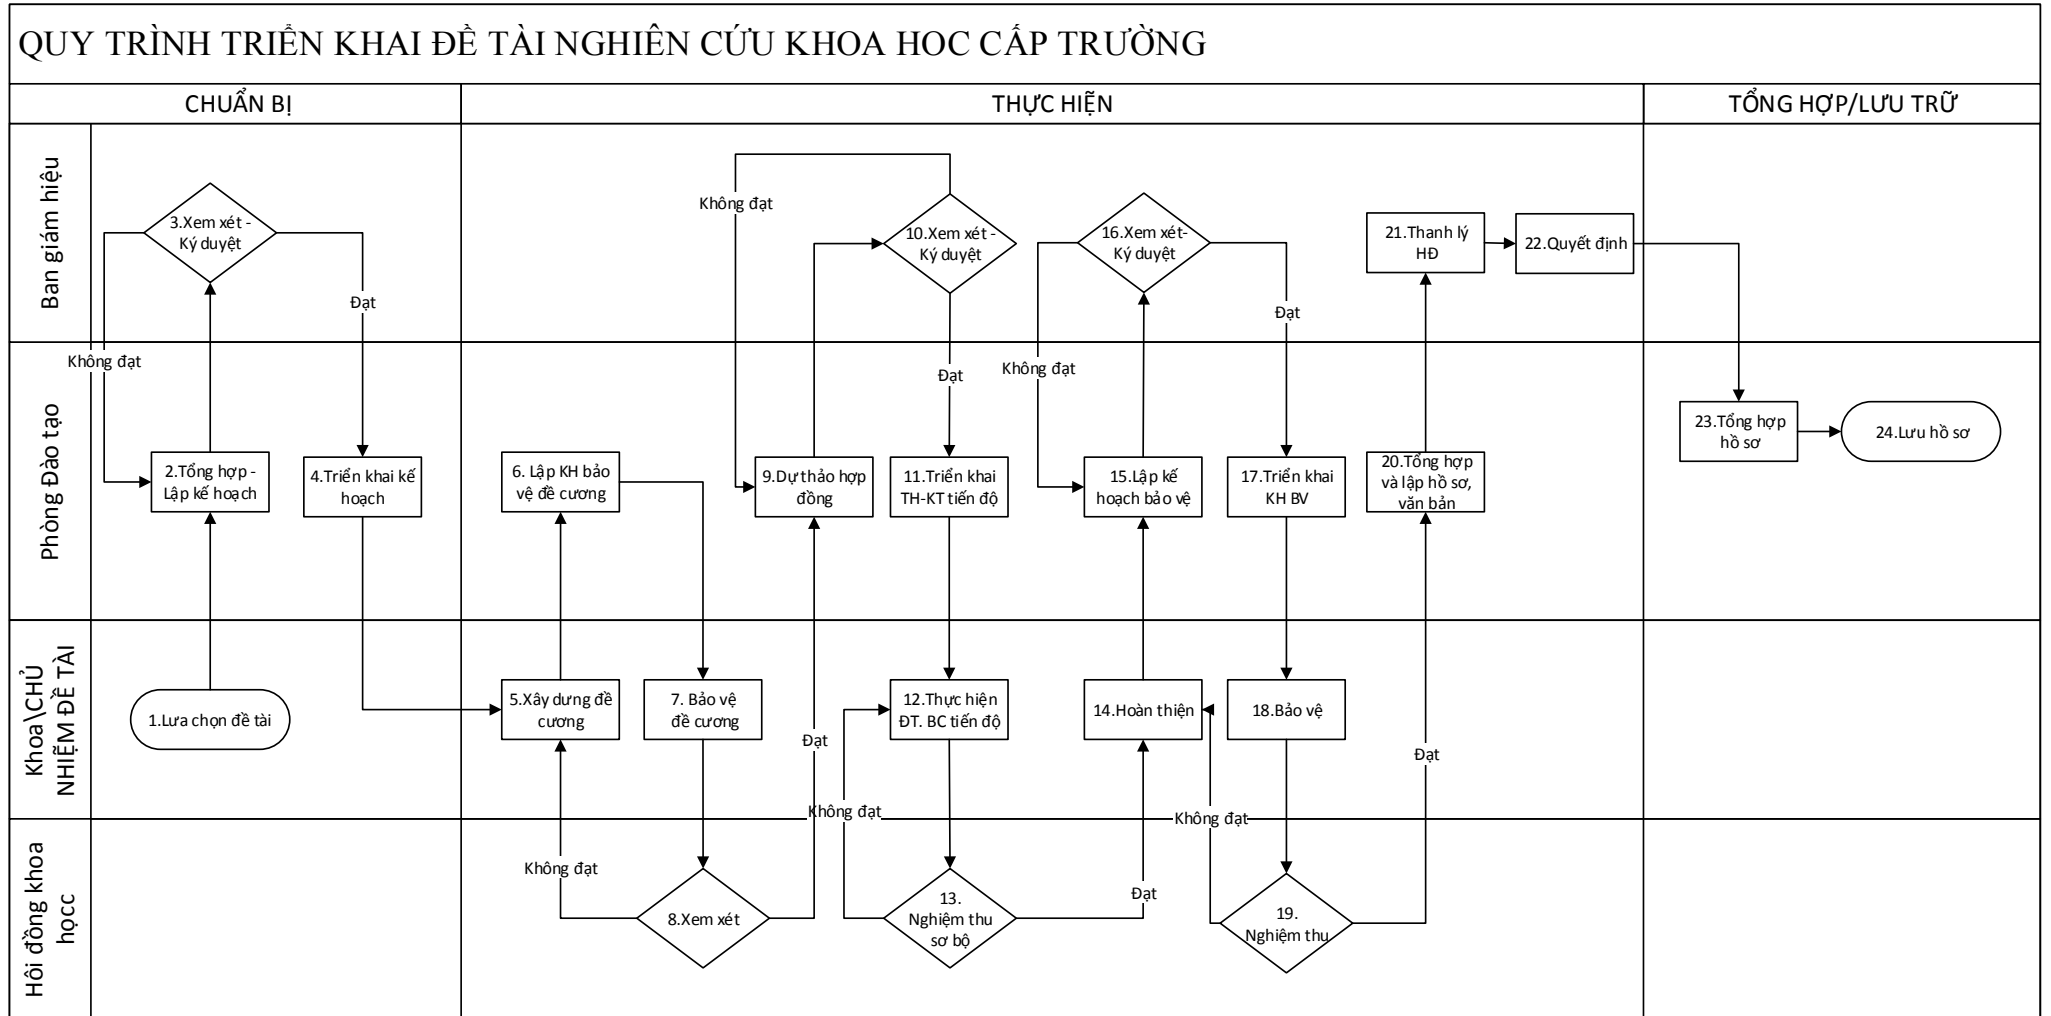 QUY TRÌNH TRIỂN KHAI ĐỀ TÀI NGHIÊN CỨU KHOA HOC CẤP TRƯỜNG
CHUẨN BỊ
THỰC HIỆN
TỔNG HỢP/LƯU TRỮ
Ban giám hiệu
3.Xem xét -
Ký duyệt
Đạt
Không đạt
Không đạt
10.Xem xét -
Ký duyệt
Đạt
16.Xem xét-
Ký duyệt
Không đạt
Đạt
21.Thanh lý
HĐ
22.Quyết định
Phòng Đào tạo
2.Tổng hợp -
Lập kế hoạch
4.Triển khai kế
hoạch
6. Lập KH bảo
vệ đề cương
9.Dự thảo hợp
đồng
11.Triển khai
TH-KT tiến độ
15.Lập kế
hoạch bảo vệ
17.Triển khai
KH BV
20.Tổng hợp
và lập hồ sơ,
văn bản
23.Tổng hợp
hồ sơ
24.Lưu hồ sơ
Khoa\CHỦ
NHIỆM ĐỀ TÀI
1.Lưa chọn đề tài
5.Xây dưng đề
cương
7. Bảo vệ
đề cương
Đạt
12.Thực hiện
ĐT. BC tiến độ
14.Hoàn thiện
18.Bảo vệ
Đạt
Không đạt
Không đạt
Hôi đồng khoa
họcc
Không đạt
8.Xem xét
13.
Nghiệm thu
sơ bộ
Đạt
19.
Nghiệm thu